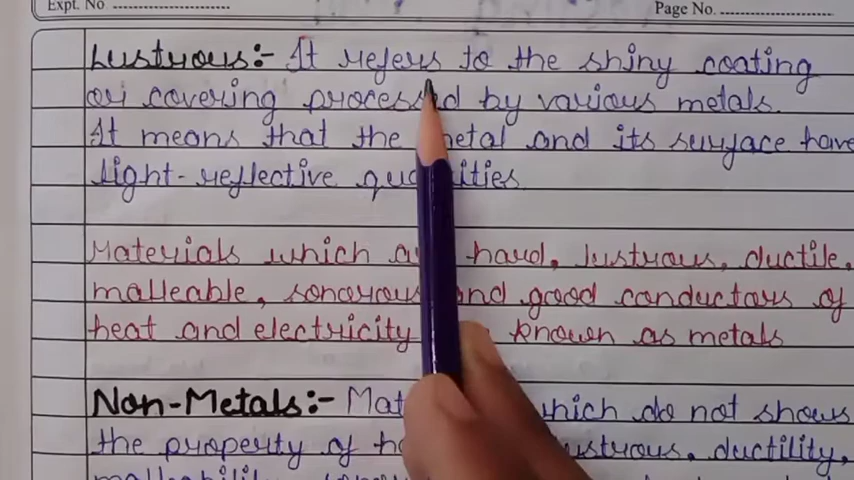 Expt. No.
Page No.
Lustrous:- It refers to the shiny coating
or covering processed by various metals.
It means that the metal and its surface have
light-reflective qualities
Materials which a hard, lustrous, ductile,
malleable, sonorous and good conductors of
heat and electricity known as metals
Non-Metals:- Mat which do not shows
the property of h lustrous, ductility,